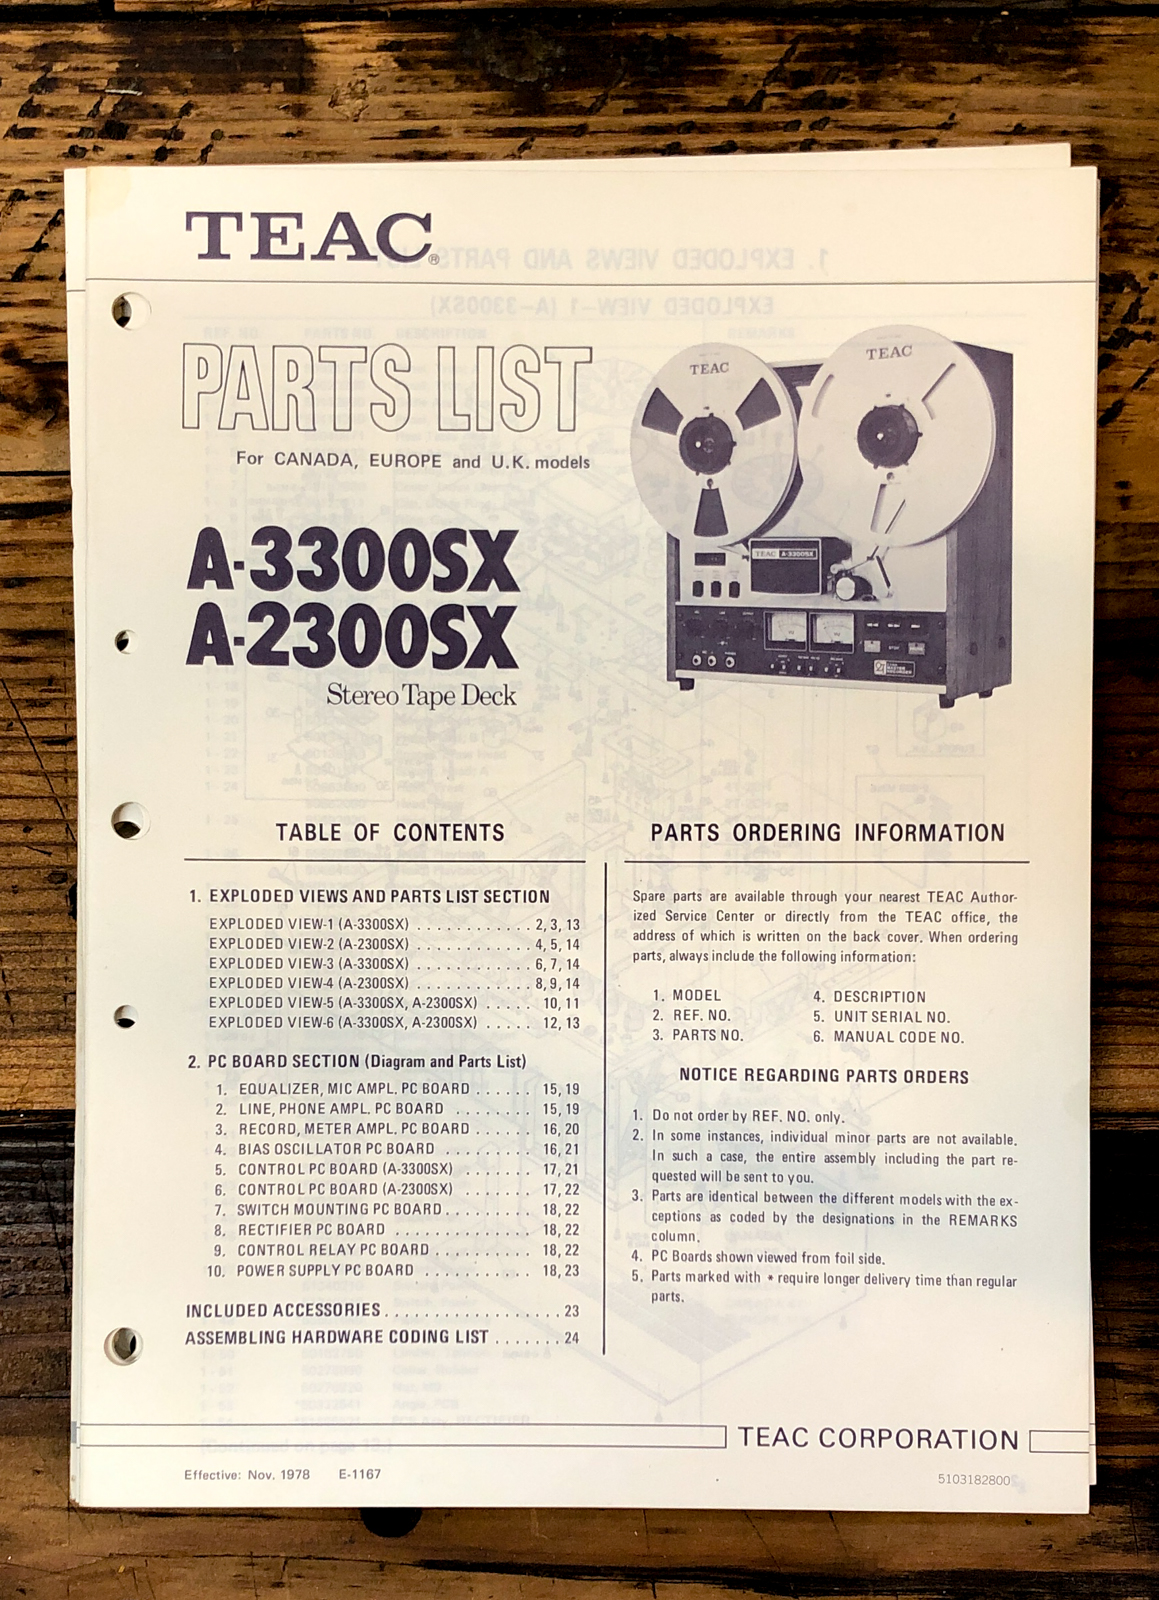 TEAC®
PARTS LIST
For CANADA, EUROPE and U.K. models
A-3300SX
A-2300SX
Stereo Tape Deck
TEAC
TEAC
TEAC A-3300SX
TABLE OF CONTENTS
1. EXPLODED VIEWS AND PARTS LIST SECTION
EXPLODED VIEW-1 (A-3300SX) . . . . . . . . . . . . 2, 3, 13
EXPLODED VIEW-2 (A-2300SX) . . . . . . . . . . . . 4, 5, 14
EXPLODED VIEW-3 (A-3300SX) . . . . . . . . . . . . 6, 7, 14
EXPLODED VIEW-4 (A-2300SX) . . . . . . . . . . . . 8, 9, 14
EXPLODED VIEW-5 (A-3300SX, A-2300SX) . . . . . 10, 11
EXPLODED VIEW-6 (A-3300SX, A-2300SX) . . . . . 12, 13
2. PC BOARD SECTION (Diagram and Parts List)
1. EQUALIZER, MIC AMPL. PC BOARD . . . . . . 15, 19
2. LINE, PHONE AMPL. PC BOARD . . . . . . . . 15, 19
3. RECORD, METER AMPL. PC BOARD . . . . . . 16, 20
4. BIAS OSCILLATOR PC BOARD . . . . . . . . . 16, 21
5. CONTROL PC BOARD (A-3300SX) . . . . . . . 17, 21
6. CONTROL PC BOARD (A-2300SX) . . . . . . . 17, 22
7. SWITCH MOUNTING PC BOARD . . . . . . . . . 18, 22
8. RECTIFIER PC BOARD . . . . . . . . . . . . 18, 22
9. CONTROL RELAY PC BOARD . . . . . . . . . . 18, 22
10. POWER SUPPLY PC BOARD . . . . . . . . . . . 18, 23
INCLUDED ACCESSORIES . . . . . . . . . . . . . . . . . . 23
ASSEMBLING HARDWARE CODING LIST . . . . . . . 24
PARTS ORDERING INFORMATION
Spare parts are available through your nearest TEAC Author-
ized Service Center or directly from the TEAC office, the
address of which is written on the back cover. When ordering
parts, always include the following information:
1. MODEL
2. REF. NO.
3. PARTS NO.
4. DESCRIPTION
5. UNIT SERIAL NO.
6. MANUAL CODE NO.
NOTICE REGARDING PARTS ORDERS
1. Do not order by REF. NO. only.
2. In some instances, individual minor parts are not available.
In such a case, the entire assembly including the part re-
quested will be sent to you.
3. Parts are identical between the different models with the ex-
ceptions as coded by the designations in the REMARKS
column.
4. PC Boards shown viewed from foil side.
5. Parts marked with * require longer delivery time than regular
parts.
TEAC CORPORATION
Effective: Nov. 1978 E-1167
5103182800